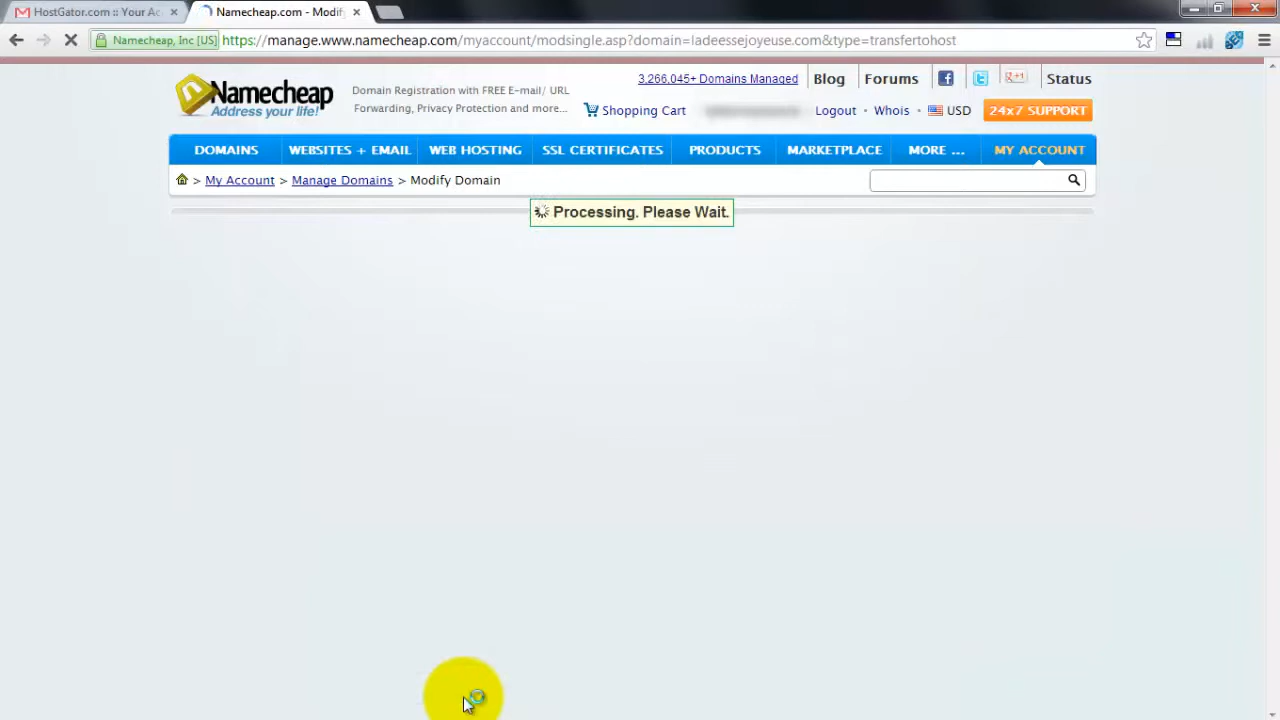 HostGator.com :: Your Ac
Namecheap.com - Modif
Namecheap, Inc [US]
https://manage.www.namecheap.com/myaccount/modsingle.asp?domain=ladeessejoyeuse.com&type=transfertohost
Namecheap
Address your life!
Domain Registration with FREE E-mail/ URL
Forwarding, Privacy Protection and more...
3,266,045+ Domains Managed
Blog
Forums
g+1
Status
Shopping Cart
Logout
Whois
USD
24x7 SUPPORT
DOMAINS
WEBSITES + EMAIL
WEB HOSTING
SSL CERTIFICATES
PRODUCTS
MARKETPLACE
MORE ...
MY ACCOUNT
> My Account > Manage Domains > Modify Domain
Processing. Please Wait.